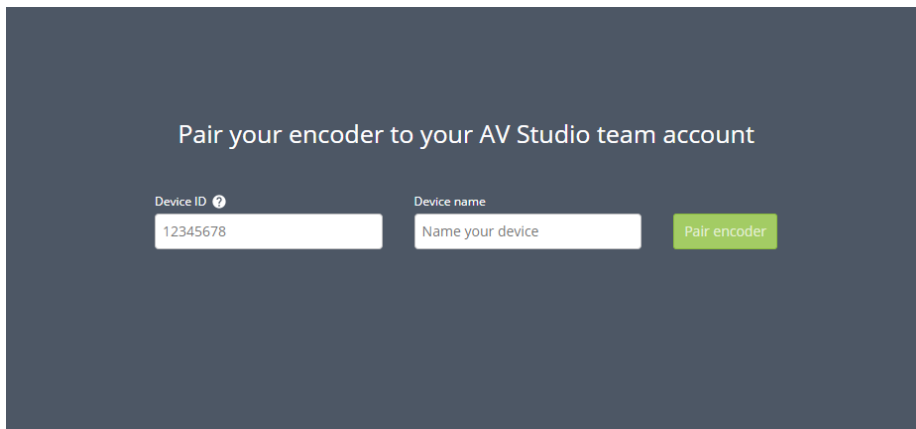 Pair your encoder to your AV Studio team account
Device ID ?
Device name
12345678
Name your device
Pair encoder